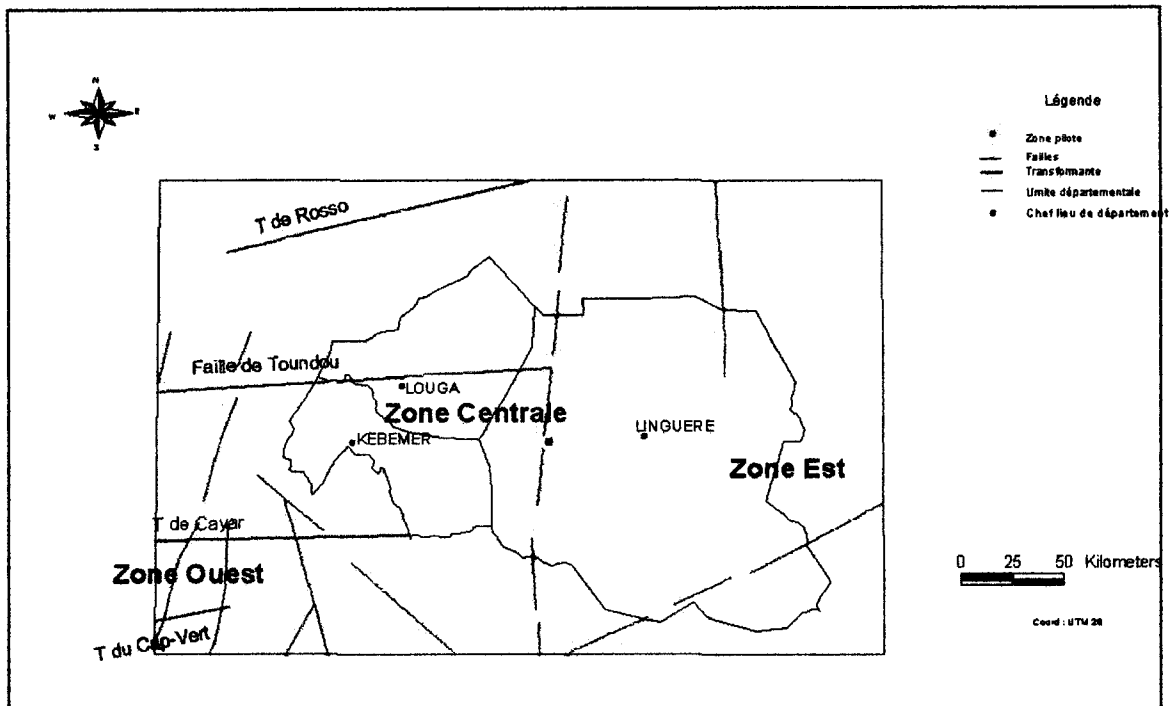 N
W
E
S
Légende
Zone pilote
Failles
Transformante
Limite départementale
Chef lieu de département
T de Rosso
Faille de Toundou
LOUGA
Zone Centrale
KEBEMER
LINGUERE
Zone Est
T de Cayar
Zone Ouest
T du Cap-Vert
0 25 50 Kilometers
Coord : UTM 28